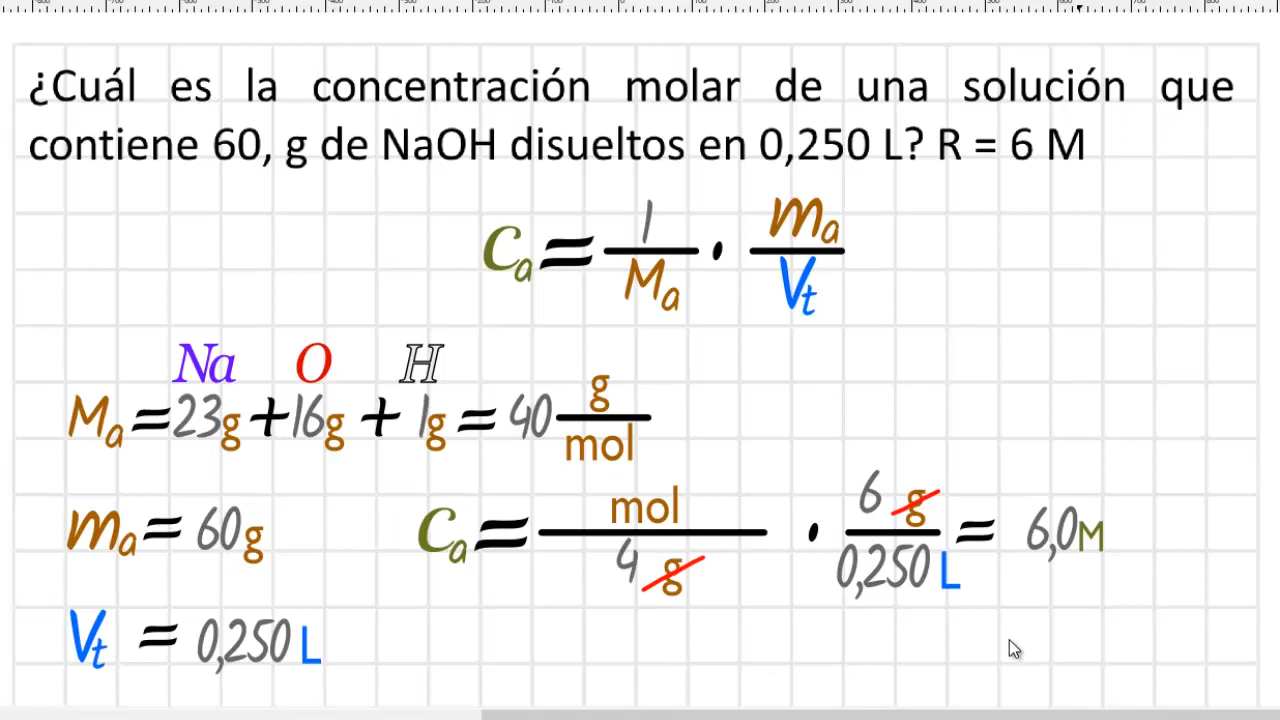 ¿Cuál es la concentración molar de una solución que
contiene 60, g de NaOH disueltos en 0,250 L? R = 6 M
Cₐ = 1/Mₐ · mₐ/Vₜ
Na O H
Mₐ = 23g + 16g + 1g = 40 g/mol
mₐ = 60g
Cₐ = mol/4 g · 6 g/0,250 L = 6,0M
Vₜ = 0,250 L